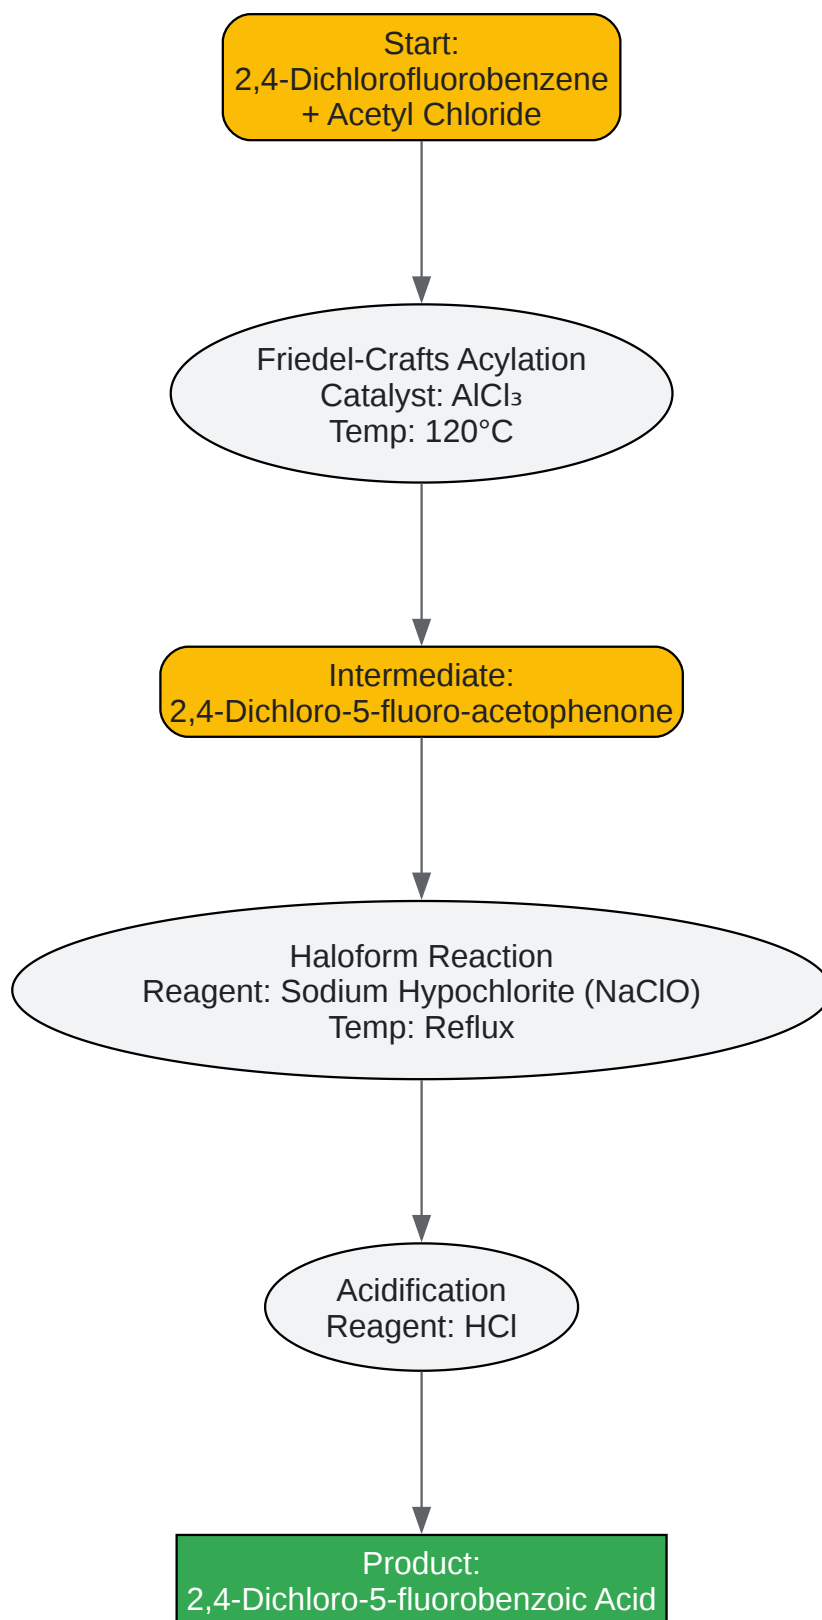 Start:
2,4-Dichlorofluorobenzene
+ Acetyl Chloride
Friedel-Crafts Acylation
Catalyst: AlCl₃
Temp: 120°C
Intermediate:
2,4-Dichloro-5-fluoro-acetophenone
Haloform Reaction
Reagent: Sodium Hypochlorite (NaClO)
Temp: Reflux
Acidification
Reagent: HCl
Product:
2,4-Dichloro-5-fluorobenzoic Acid